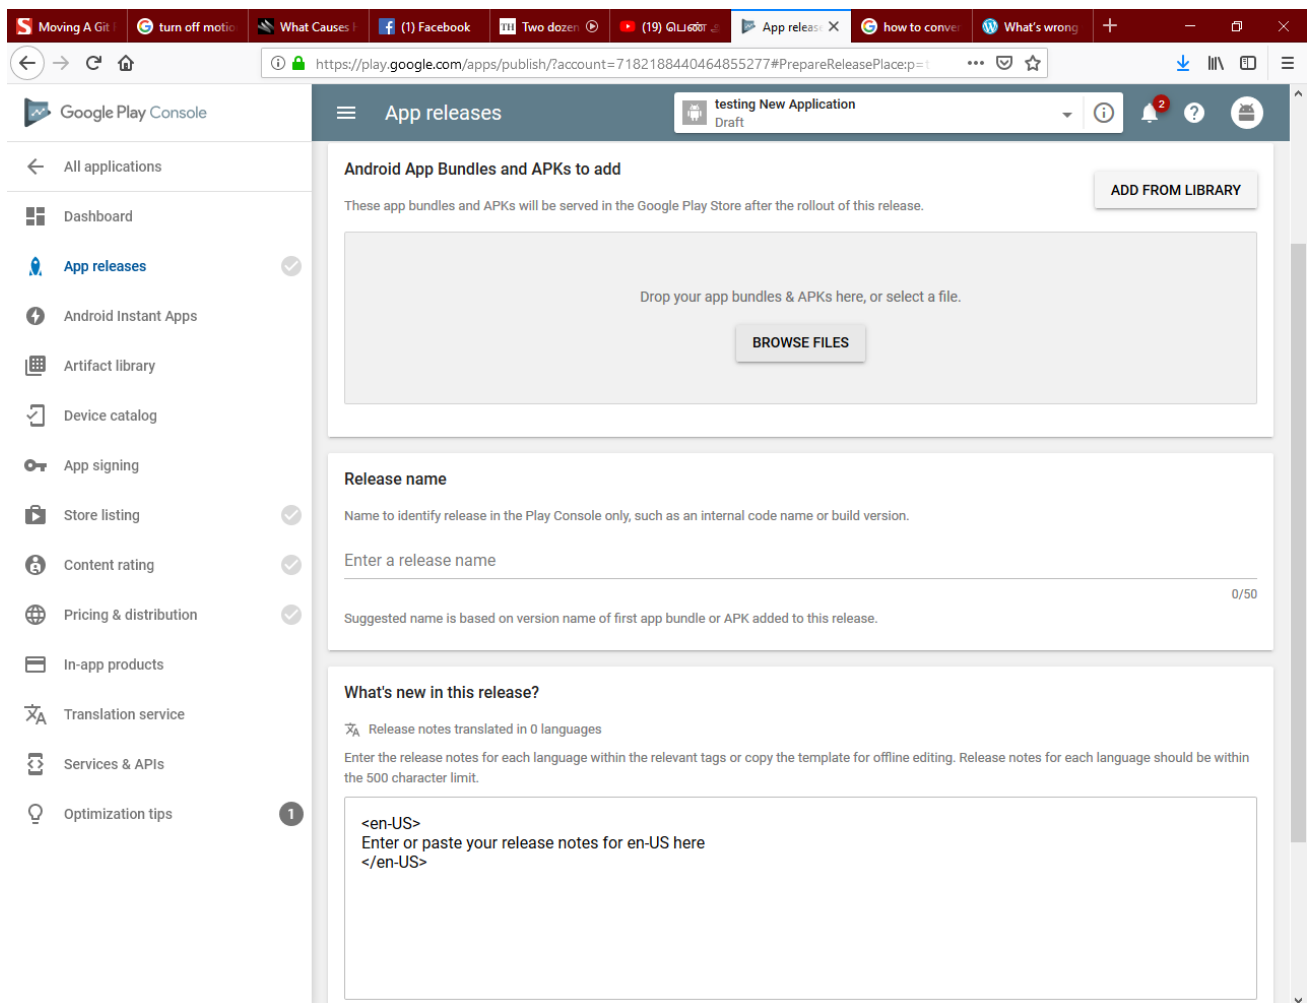 Moving A Git
turn off motio
What Causes
(1) Facebook
TH Two dozen
(19) பெண்
App release
how to conver
What's wrong
https://play.google.com/apps/publish/?account=7182188440464855277#PrepareReleasePlace:p=
Google Play Console
App releases
testing New Application
Draft
2
All applications
Dashboard
App releases
Android Instant Apps
Artifact library
Device catalog
App signing
Store listing
Content rating
Pricing & distribution
In-app products
Translation service
Services & APIs
Optimization tips
1
Android App Bundles and APKs to add
ADD FROM LIBRARY
These app bundles and APKs will be served in the Google Play Store after the rollout of this release.
Drop your app bundles & APKs here, or select a file.
BROWSE FILES
Release name
Name to identify release in the Play Console only, such as an internal code name or build version.
Enter a release name
0/50
Suggested name is based on version name of first app bundle or APK added to this release.
What's new in this release?
Release notes translated in 0 languages
Enter the release notes for each language within the relevant tags or copy the template for offline editing. Release notes for each language should be within
the 500 character limit.
<en-US>
Enter or paste your release notes for en-US here
</en-US>